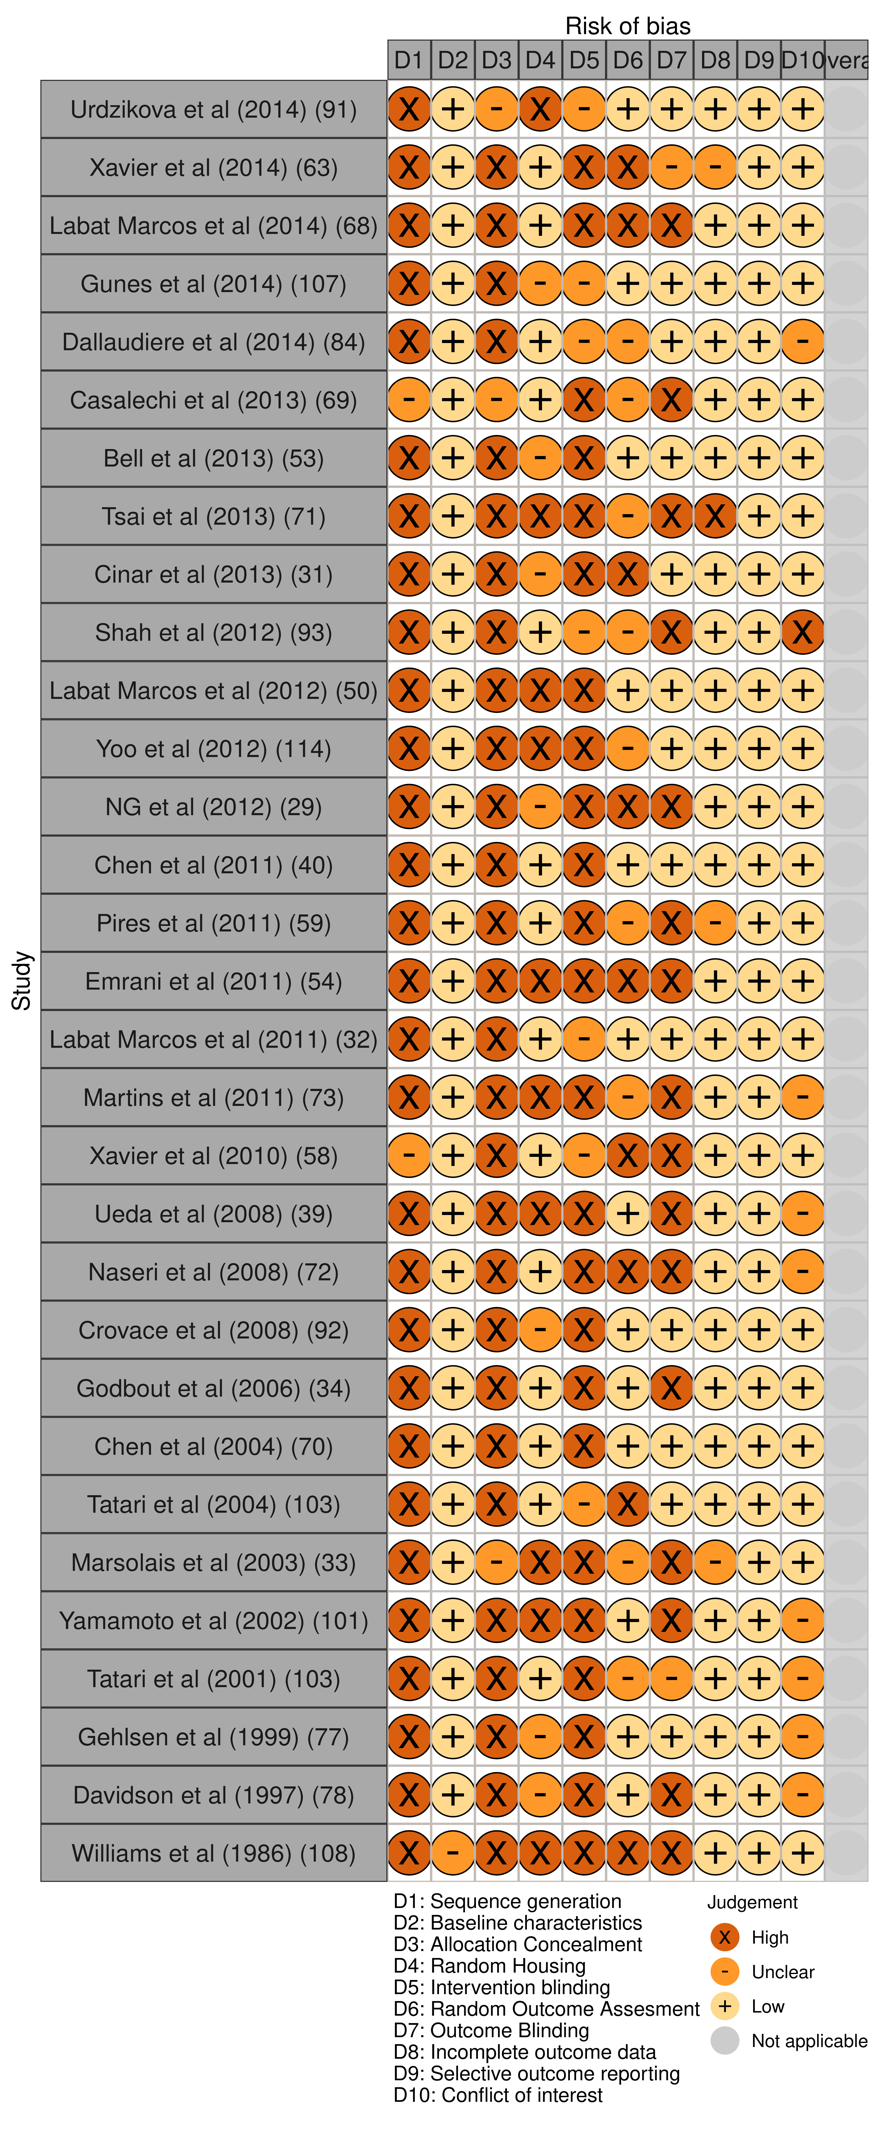 Risk of bias
D1 D2 D3 D4 D5 D6 D7 D8 D9 D10 vera
Urdzikova et al (2014) (91) X + - X - + + + + +
Xavier et al (2014) (63) X + X + X X - - + +
Labat Marcos et al (2014) (68) X + X + X X X + + +
Gunes et al (2014) (107) X + X - - + + + + +
Dallaudiere et al (2014) (84) X + X + - - + + + -
Casalechi et al (2013) (69) - + - + X - X + + +
Bell et al (2013) (53) X + X - X + + + + +
Tsai et al (2013) (71) X + X X X - X X + +
Cinar et al (2013) (31) X + X - X X + + + +
Shah et al (2012) (93) X + X + - - X + + X
Labat Marcos et al (2012) (50) X + X X X + + + + +
Yoo et al (2012) (114) X + X X X - + + + +
NG et al (2012) (29) X + X - X X X + + +
Chen et al (2011) (40) X + X + X + + + + +
Pires et al (2011) (59) X + X + X - X - + +
Emrani et al (2011) (54) X + X X X X X + + +
Labat Marcos et al (2011) (32) X + X + - + + + + +
Martins et al (2011) (73) X + X X X - X + + -
Xavier et al (2010) (58) - + X + - X X + + +
Ueda et al (2008) (39) X + X X X + X + + -
Naseri et al (2008) (72) X + X + X X X + + -
Crovace et al (2008) (92) X + X - X + + + + +
Godbout et al (2006) (34) X + X + X + X + + +
Chen et al (2004) (70) X + X + X + + + + +
Tatari et al (2004) (103) X + X + - X + + + +
Marsolais et al (2003) (33) X + - X X - X - + +
Yamamoto et al (2002) (101) X + X X X + X + + -
Tatari et al (2001) (103) X + X + X - - + + -
Gehlsen et al (1999) (77) X + X - X + + + + -
Davidson et al (1997) (78) X + X - X + X + + -
Williams et al (1986) (108) X - X X X X X + + +
Study
D1: Sequence generation
D2: Baseline characteristics
D3: Allocation Concealment
D4: Random Housing
D5: Intervention blinding
D6: Random Outcome Assesment
D7: Outcome Blinding
D8: Incomplete outcome data
D9: Selective outcome reporting
D10: Conflict of interest
Judgement
X High
- Unclear
+ Low
Not applicable